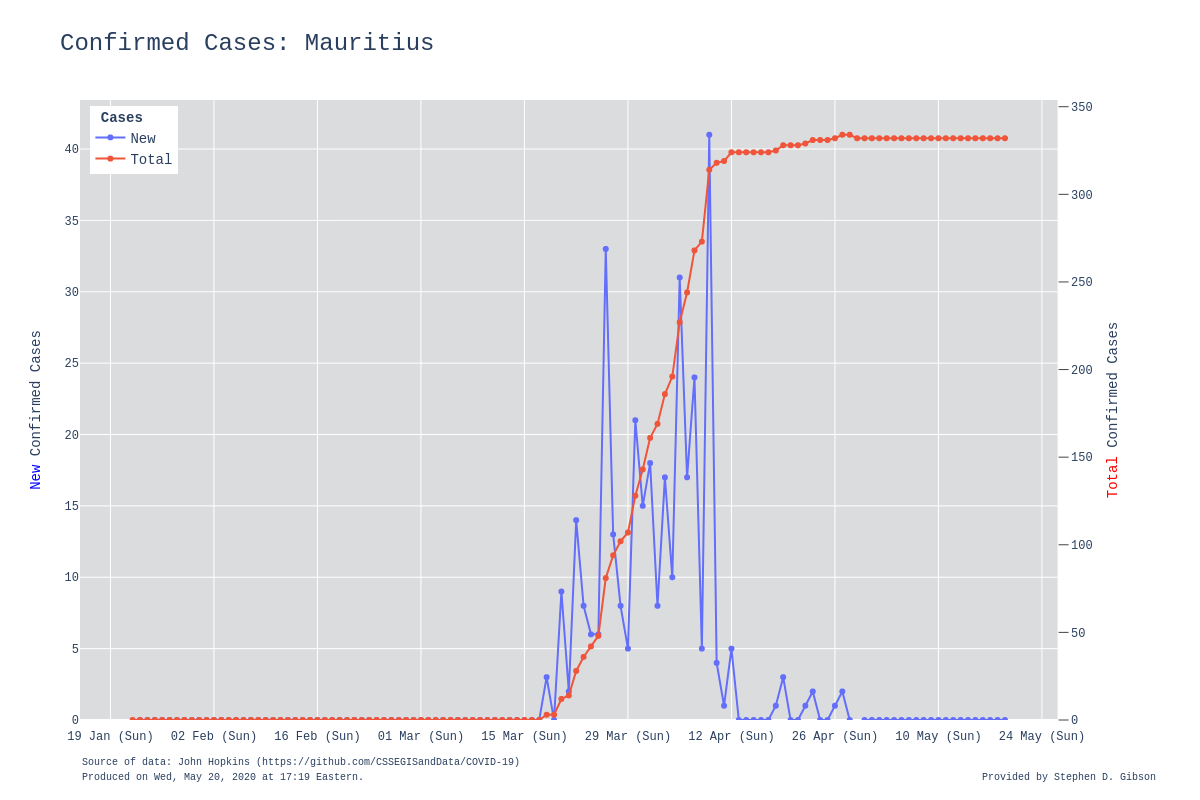 Confirmed Cases: Mauritius
Cases
New
Total
40
35
30
25
20
15
10
5
0
350
300
250
200
150
100
50
0
New Confirmed Cases
Total Confirmed Cases
19 Jan (Sun) 02 Feb (Sun) 16 Feb (Sun) 01 Mar (Sun) 15 Mar (Sun) 29 Mar (Sun) 12 Apr (Sun) 26 Apr (Sun) 10 May (Sun) 24 May (Sun)
Source of data: John Hopkins (https://github.com/CSSEGISandData/COVID-19)
Produced on Wed, May 20, 2020 at 17:19 Eastern.
Provided by Stephen D. Gibson